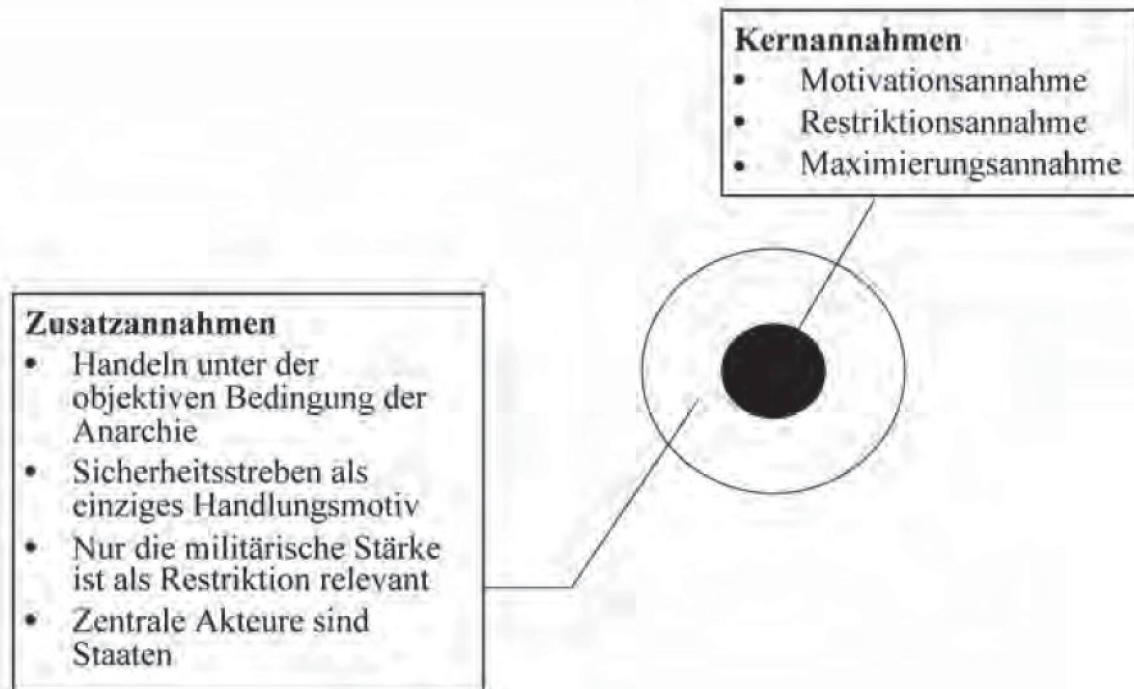 Kernannahmen
• Motivationsannahme
• Restriktionsannahme
• Maximierungsannahme
Zusatzannahmen
• Handeln unter der
objektiven Bedingung der
Anarchie
• Sicherheitsstreben als
einziges Handlungsmotiv
• Nur die militärische Stärke
ist als Restriktion relevant
• Zentrale Akteure sind
Staaten